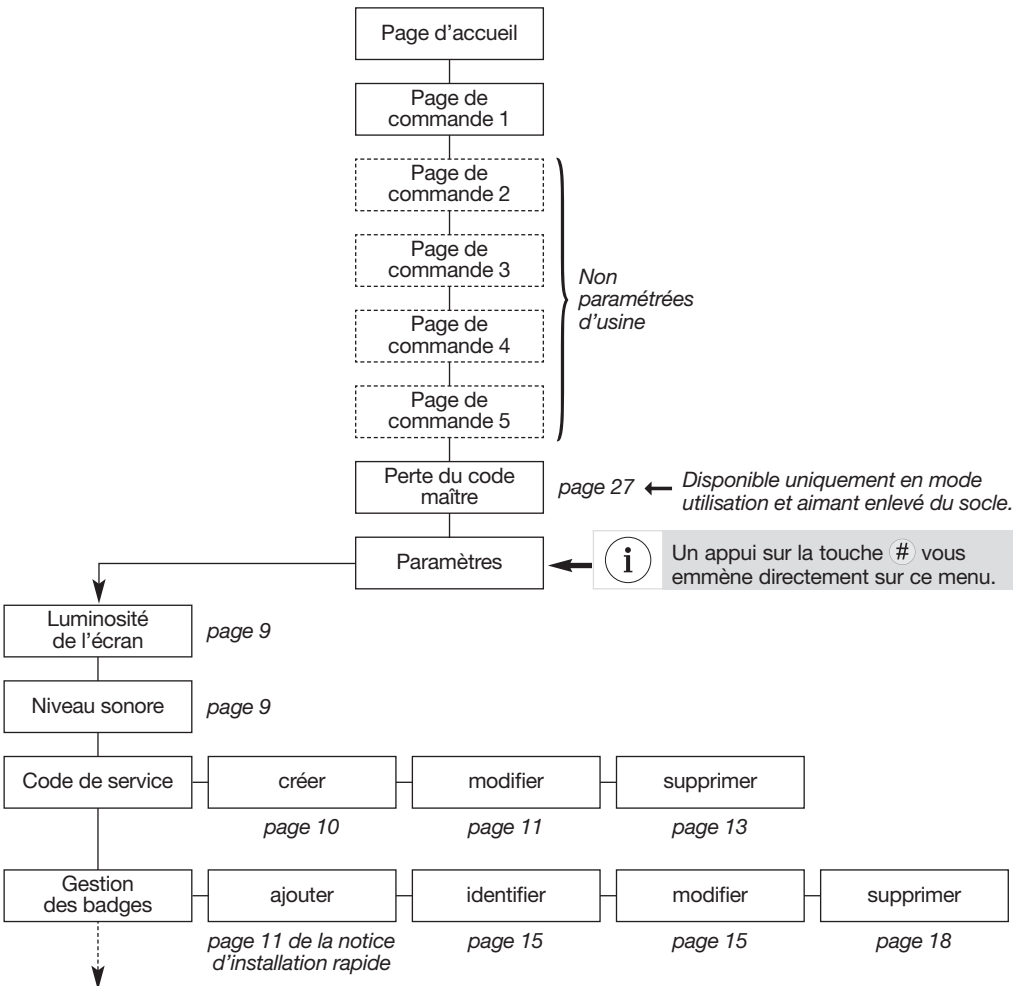 Page d'accueil
Page de
commande 1
Page de
commande 2
Page de
commande 3
Non
paramétrées
d'usine
Page de
commande 4
Page de
commande 5
Perte du code
maître
page 27
Disponible uniquement en mode
utilisation et aimant enlevé du socle.
Paramètres
i
Un appui sur la touche # vous
emmène directement sur ce menu.
Luminosité
de l'écran
page 9
Niveau sonore
page 9
Code de service
créer
modifier
supprimer
page 10
page 11
page 13
Gestion
des badges
ajouter
identifier
modifier
supprimer
page 11 de la notice
d'installation rapide
page 15
page 15
page 18